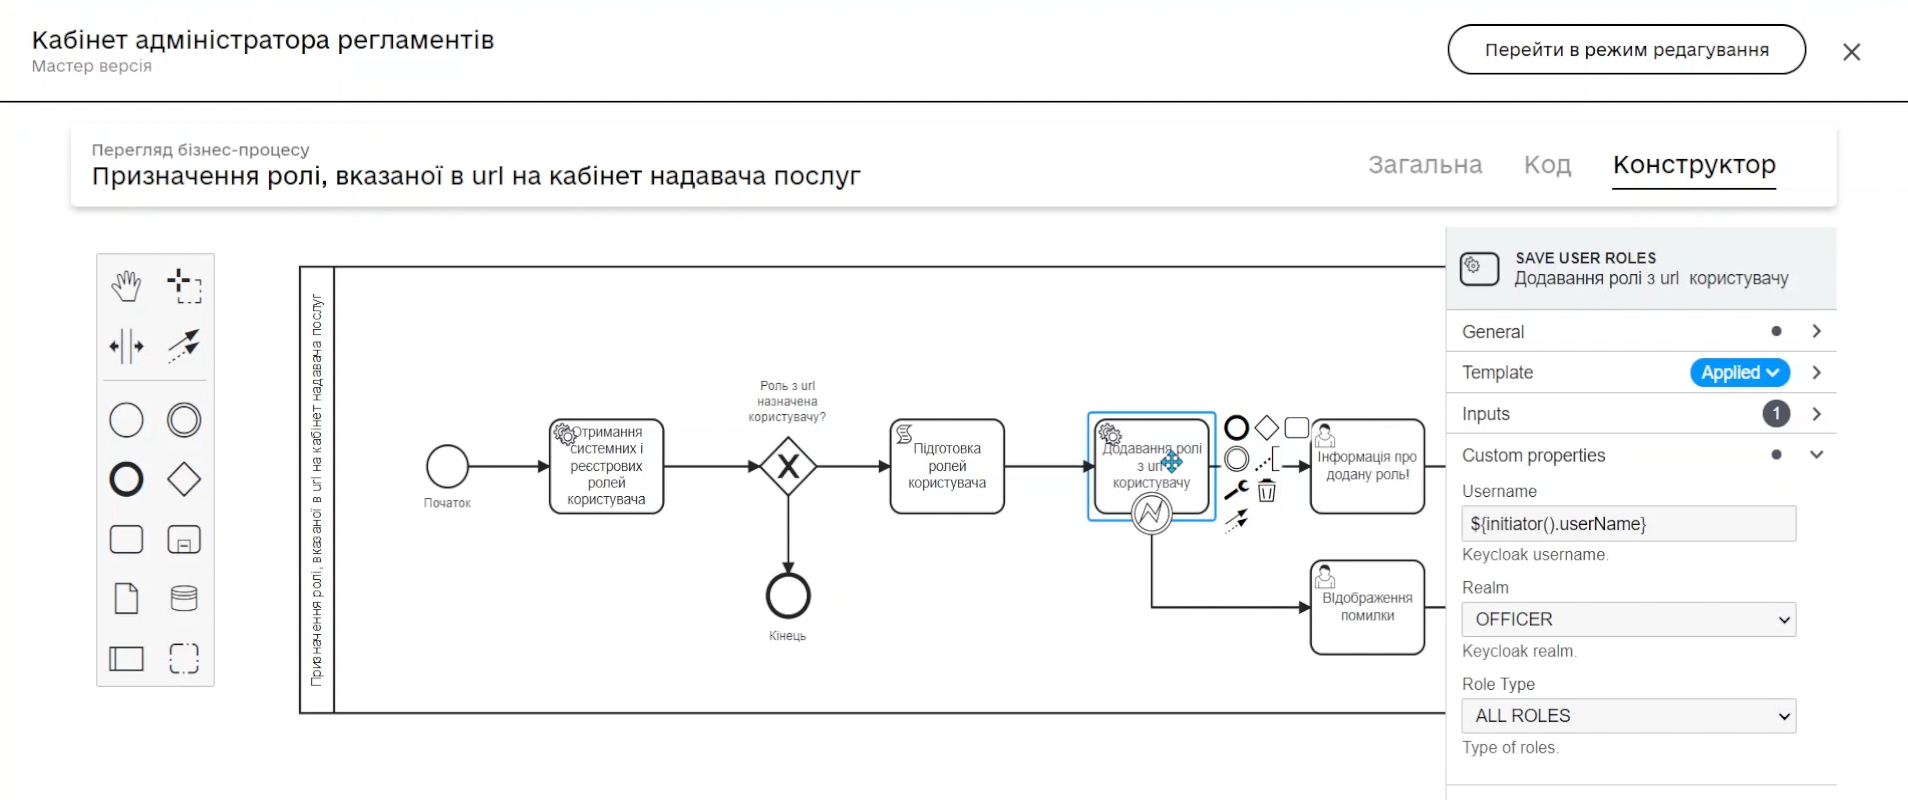 Кабінет адміністратора регламентів
Мастер версія
Перейти в режим редагування
Перегляд бізнес-процесу
Призначення ролі, вказаної в url на кабінет надавача послуг
Загальна
Код
Конструктор
Призначення ролі, вказаної в url на кабінет надавача послуг
Початок
Отримання
системних і
реєстрових
ролей
користувача
Роль з url
назначена
користувачу?
Кінець
Підготовка
ролей
користувача
Додавання ролі
з url
користувачу
Інформація про
додану роль!
ВІдображення
помилки
SAVE USER ROLES
Додавання ролі з url користувачу
General
Template
Applied
Inputs
1
Custom properties
Username
${initiator().userName}
Keycloak username.
Realm
OFFICER
Keycloak realm.
Role Type
ALL ROLES
Type of roles.